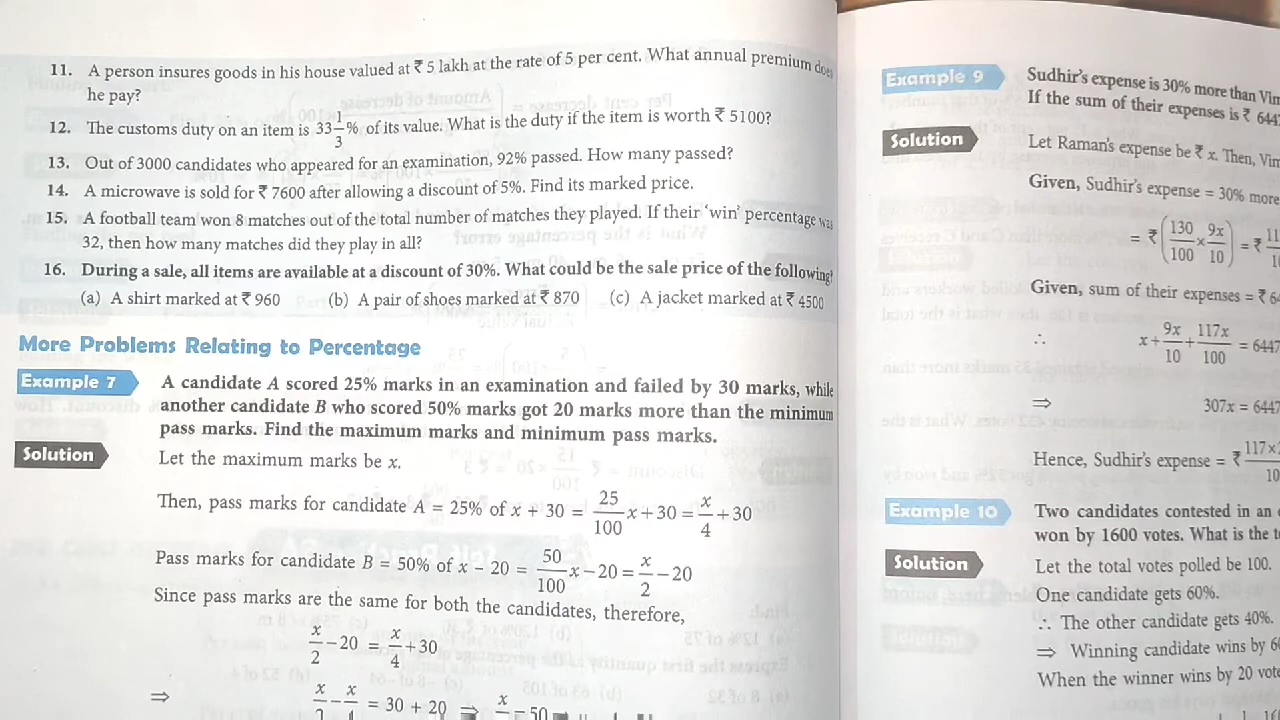 11. A person insures goods in his house valued at ₹ 5 lakh at the rate of 5 per cent. What annual premium does
he pay?
12. The customs duty on an item is 33 1/3 % of its value. What is the duty if the item is worth ₹ 5100?
13. Out of 3000 candidates who appeared for an examination, 92% passed. How many passed?
14. A microwave is sold for ₹ 7600 after allowing a discount of 5%. Find its marked price.
15. A football team won 8 matches out of the total number of matches they played. If their 'win' percentage was
32, then how many matches did they play in all?
16. During a sale, all items are available at a discount of 30%. What could be the sale price of the following?
(a) A shirt marked at ₹ 960 (b) A pair of shoes marked at ₹ 870 (c) A jacket marked at ₹ 4500
More Problems Relating to Percentage
Example 7 A candidate A scored 25% marks in an examination and failed by 30 marks, while
another candidate B who scored 50% marks got 20 marks more than the minimum
pass marks. Find the maximum marks and minimum pass marks.
Solution Let the maximum marks be x.
Then, pass marks for candidate A = 25% of x + 30 = 25/100 x + 30 = x/4 + 30
Pass marks for candidate B = 50% of x − 20 = 50/100 x − 20 = x/2 − 20
Since pass marks are the same for both the candidates, therefore,
x/2 − 20 = x/4 + 30
⇒ x/2 − x/4 = 30 + 20 ⇒ x = 50
Example 9 Sudhir's expense is 30% more than
If the sum of their expenses is ₹
Solution Let Raman's expense be ₹ x. Then,
Given, Sudhir's expense = 30% more
= ₹ (130/100 × 9x/10) = ₹
Given, sum of their expenses = ₹
∴ x + 9x/10 + 117x/100 = 6447
⇒ 307x = 6447
Hence, Sudhir's expense = ₹ 117×
Example 10 Two candidates contested in an
won by 1600 votes. What is the
Solution Let the total votes polled be 100.
One candidate gets 60%.
∴ The other candidate gets 40%.
⇒ Winning candidate wins by
When the winner wins by 20